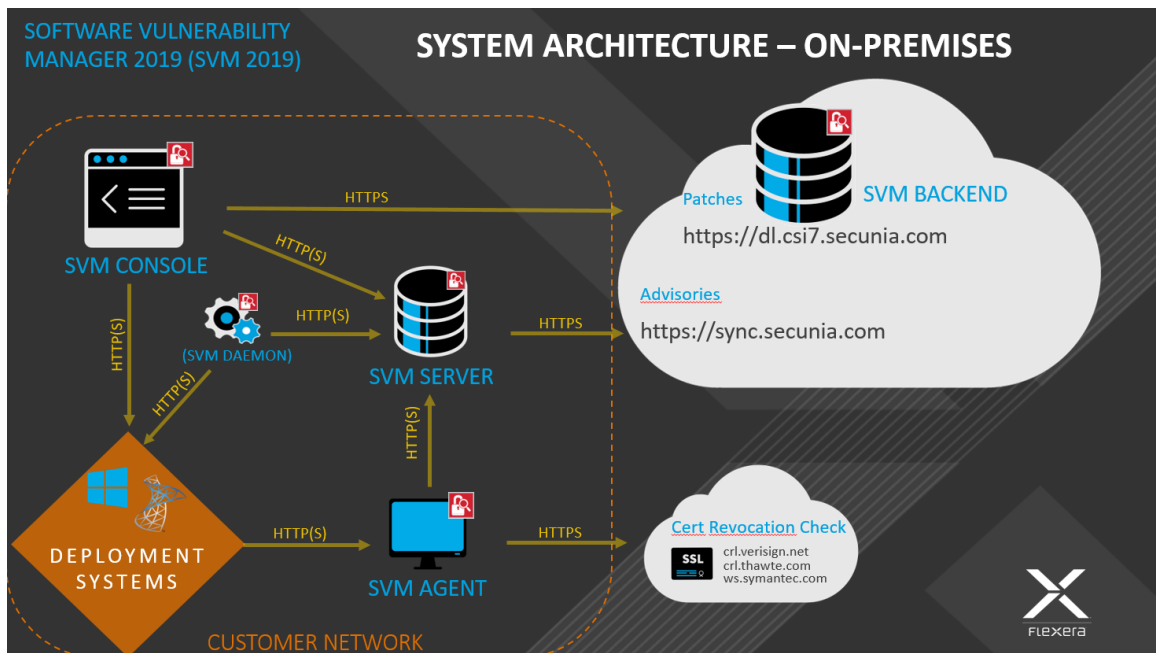 SOFTWARE VULNERABILITY
MANAGER 2019 (SVM 2019)
SYSTEM ARCHITECTURE – ON-PREMISES
SVM CONSOLE
HTTPS
HTTP(S)
Patches
SVM BACKEND
https://dl.csi7.secunia.com
Advisories
https://sync.secunia.com
(SVM DAEMON)
HTTP(S)
SVM SERVER
HTTPS
HTTP(S)
HTTP(S)
HTTP(S)
DEPLOYMENT
SYSTEMS
HTTP(S)
SVM AGENT
HTTPS
Cert Revocation Check
SSL
crl.verisign.net
crl.thawte.com
ws.symantec.com
CUSTOMER NETWORK
FLEXERA